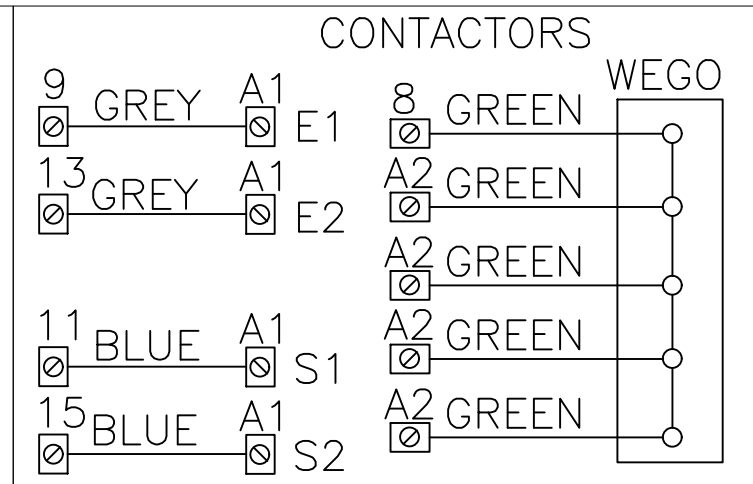 CONTACTORS
9 GREY A1 E1
13 GREY A1 E2
11 BLUE A1 S1
15 BLUE A1 S2
WEGO
8 GREEN
A2 GREEN
A2 GREEN
A2 GREEN
A2 GREEN